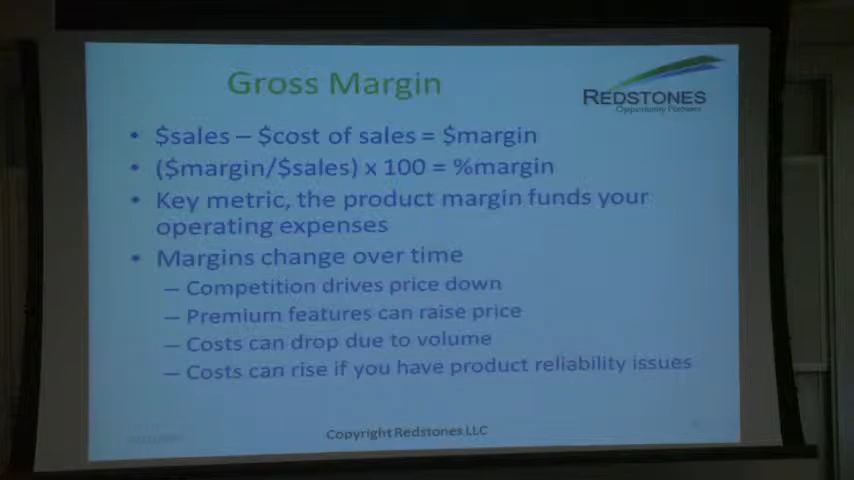 Gross Margin
REDSTONES
Opportunity Partners
• $sales – $cost of sales = $margin
• ($margin/$sales) x 100 = %margin
• Key metric, the product margin funds your
operating expenses
• Margins change over time
– Competition drives price down
– Premium features can raise price
– Costs can drop due to volume
– Costs can rise if you have product reliability issues
Copyright Redstones LLC